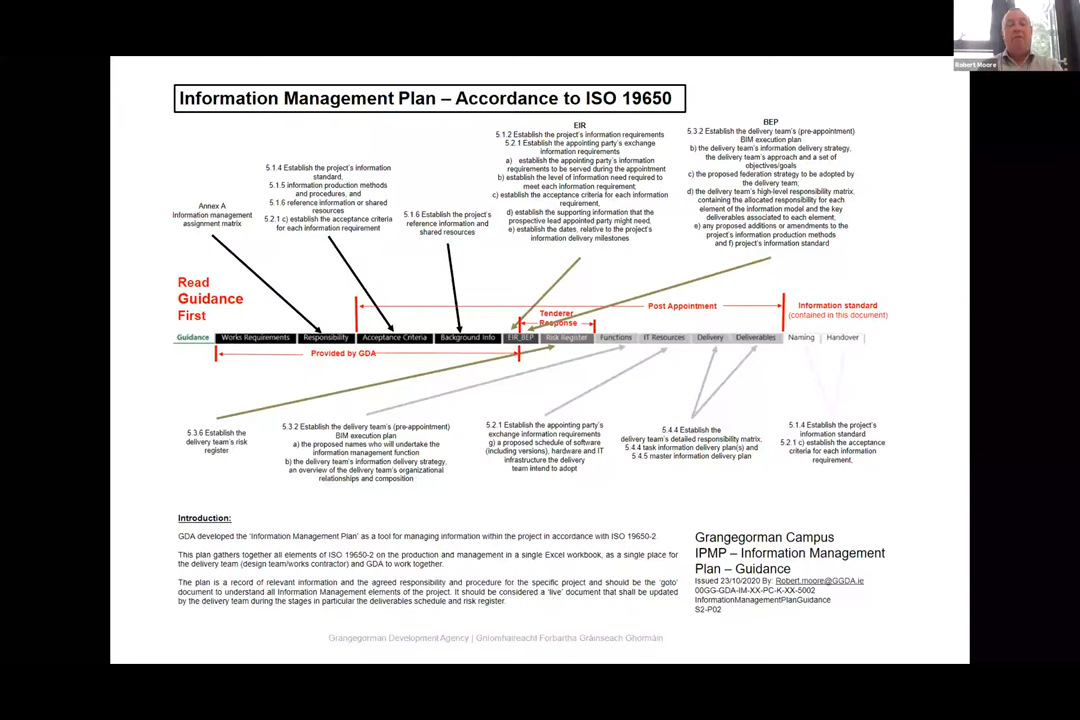 Robert Moore
Information Management Plan – Accordance to ISO 19650
EIR
5.1.2 Establish the project's information requirements
5.2.1 Establish the appointing party's exchange
information requirements
a) establish the appointing party's information
requirements to be served during the appointment
b) establish the level of information need required to
meet each information requirement;
c) establish the acceptance criteria for each information
requirement,
d) establish the supporting information that the
prospective lead appointed party might need,
e) establish the dates, relative to the project's
information delivery milestones
BEP
5.3.2 Establish the delivery team's (pre-appointment)
BIM execution plan
b) the delivery team's information delivery strategy,
the delivery team's approach and a set of
objectives/goals
c) the proposed federation strategy to be adopted by
the delivery team;
d) the delivery team's high-level responsibility matrix,
containing the allocated responsibility for each
element of the information model and the key
deliverables associated to each element,
e) any proposed additions or amendments to the
project's information production methods
and f) project's information standard
5.1.4 Establish the project's information
standard,
5.1.5 information production methods
and procedures, and
5.1.6 reference information or shared
resources
5.2.1 c) establish the acceptance criteria
for each information requirement
Annex A
Information management
assignment matrix
5.1.6 Establish the project's
reference information and
shared resources
Read
Guidance
First
Post Appointment
Information standard
(contained in this document)
Tenderer
Response
Guidance
Works Requirements
Responsibility
Acceptance Criteria
Background Info
EIR_BEP
Risk Register
Functions
IT Resources
Delivery
Deliverables
Naming
Handover
Provided by GDA
5.3.6 Establish the
delivery team's risk
register
5.3.2 Establish the delivery team's (pre-appointment)
BIM execution plan
a) the proposed names who will undertake the
information management function
b) the delivery team's information delivery strategy,
an overview of the delivery team's organizational
relationships and composition
5.2.1 Establish the appointing party's
exchange information requirements
g) a proposed schedule of software
(including versions), hardware and IT
infrastructure the delivery
team intend to adopt
5.4.4 Establish the
delivery team's detailed responsibility matrix,
5.4.4 task information delivery plan(s) and
5.4.5 master information delivery plan
5.1.4 Establish the project's
information standard
5.2.1 c) establish the acceptance
criteria for each information
requirement,
Introduction:
GDA developed the 'Information Management Plan' as a tool for managing information within the project in accordance with ISO 19650-2
This plan gathers together all elements of ISO 19650-2 on the production and management in a single Excel workbook, as a single place for
the delivery team (design team/works contractor) and GDA to work together.
The plan is a record of relevant information and the agreed responsibility and procedure for the specific project and should be the 'goto'
document to understand all Information Management elements of the project. It should be considered a 'live' document that shall be updated
by the delivery team during the stages in particular the deliverables schedule and risk register.
Grangegorman Campus
IPMP – Information Management
Plan – Guidance
Issued 23/10/2020 By: Robert.moore@GGDA.ie
00GG-GDA-IM-XX-PC-K-XX-5002
InformationManagementPlanGuidance
S2-P02
Grangegorman Development Agency | Gníomhaireacht Forbartha Ghráinseach Ghormáin